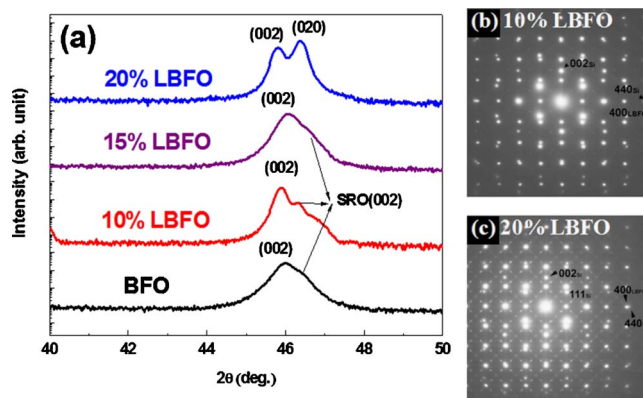 (a)
(002)
(020)
20% LBFO
(002)
15% LBFO
(002)
SRO(002)
10% LBFO
(002)
BFO
Intensity (arb. unit)
40
42
44
46
48
50
2θ (deg.)
(b) 10% LBFO
002Si
440Si
400LBFO
(c) 20% LBFO
002Si
111Si
400LBF
440